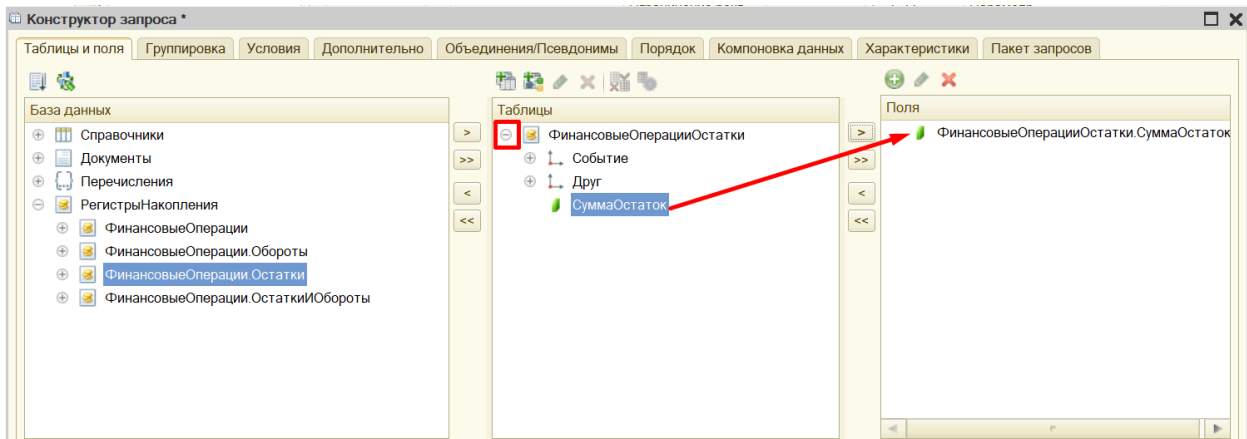 Конструктор запроса *
Таблицы и поля Группировка Условия Дополнительно Объединения/Псевдонимы Порядок Компоновка данных Характеристики Пакет запросов
База данных
Справочники
Документы
Перечисления
РегистрыНакопления
ФинансовыеОперации
ФинансовыеОперации.Обороты
ФинансовыеОперации.Остатки
ФинансовыеОперации.ОстаткиИОбороты
>
>>
<
<<
Таблицы
ФинансовыеОперацииОстатки
Событие
Друг
СуммаОстаток
>
>>
<
<<
Поля
ФинансовыеОперацииОстатки.СуммаОстаток